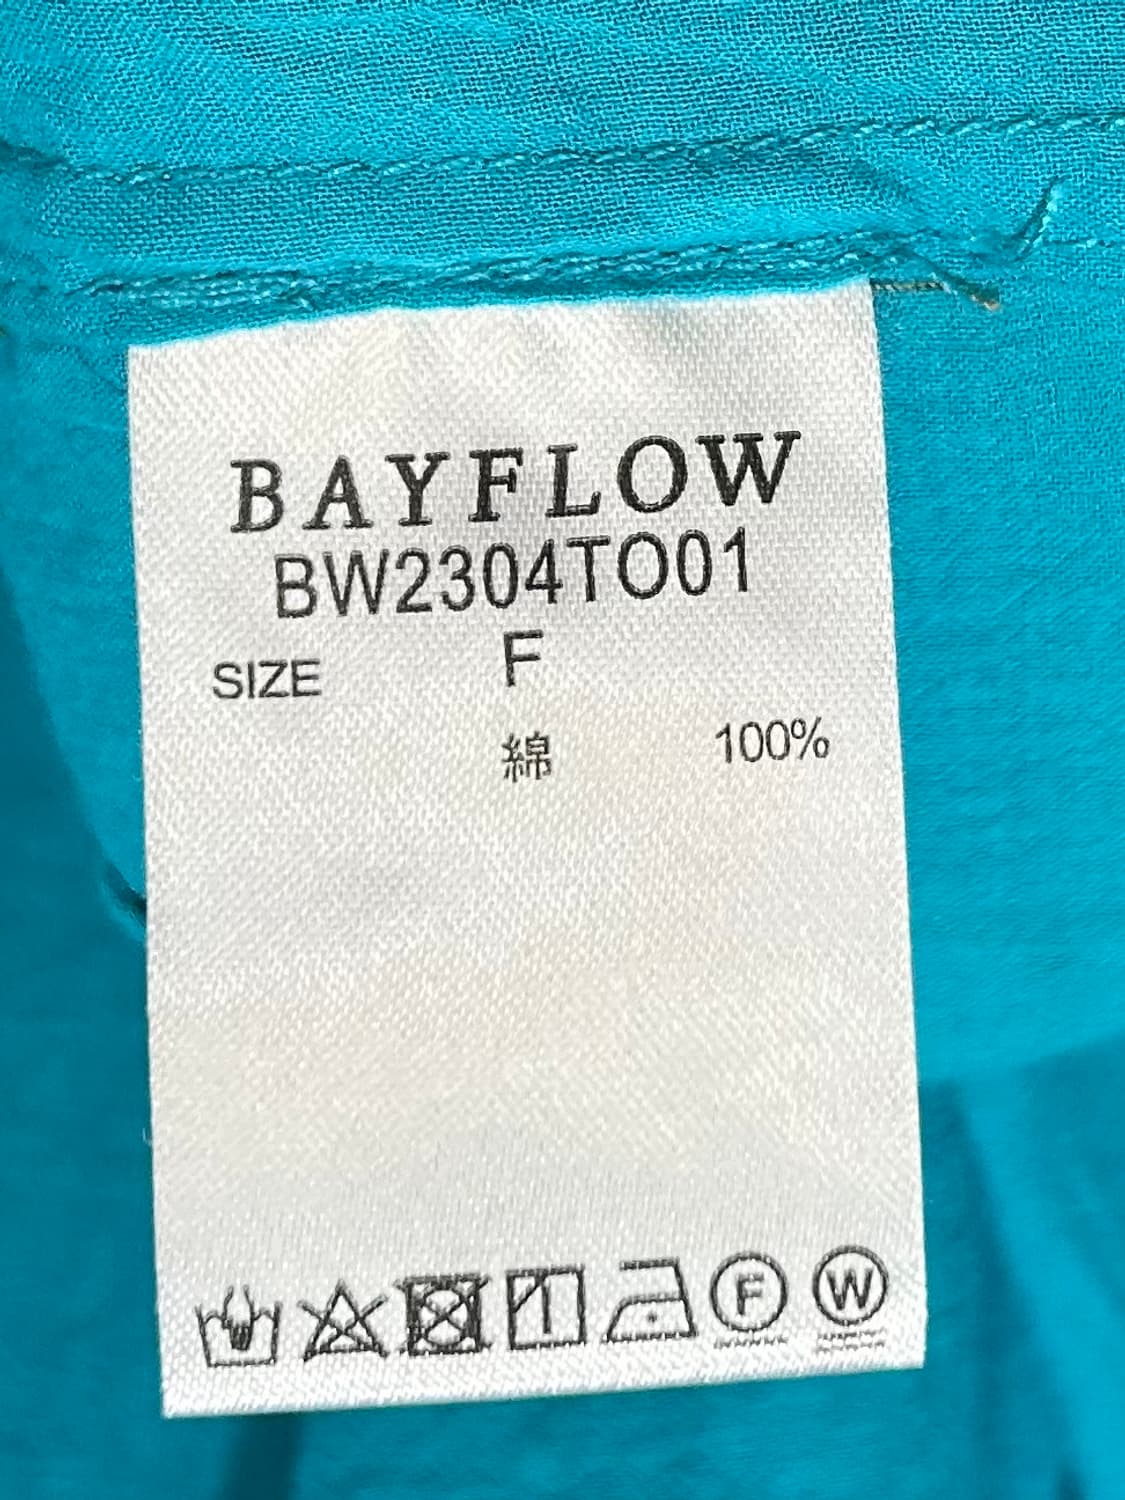 BAYFLOW
BW2304TO01
SIZE F
綿 100%
F W